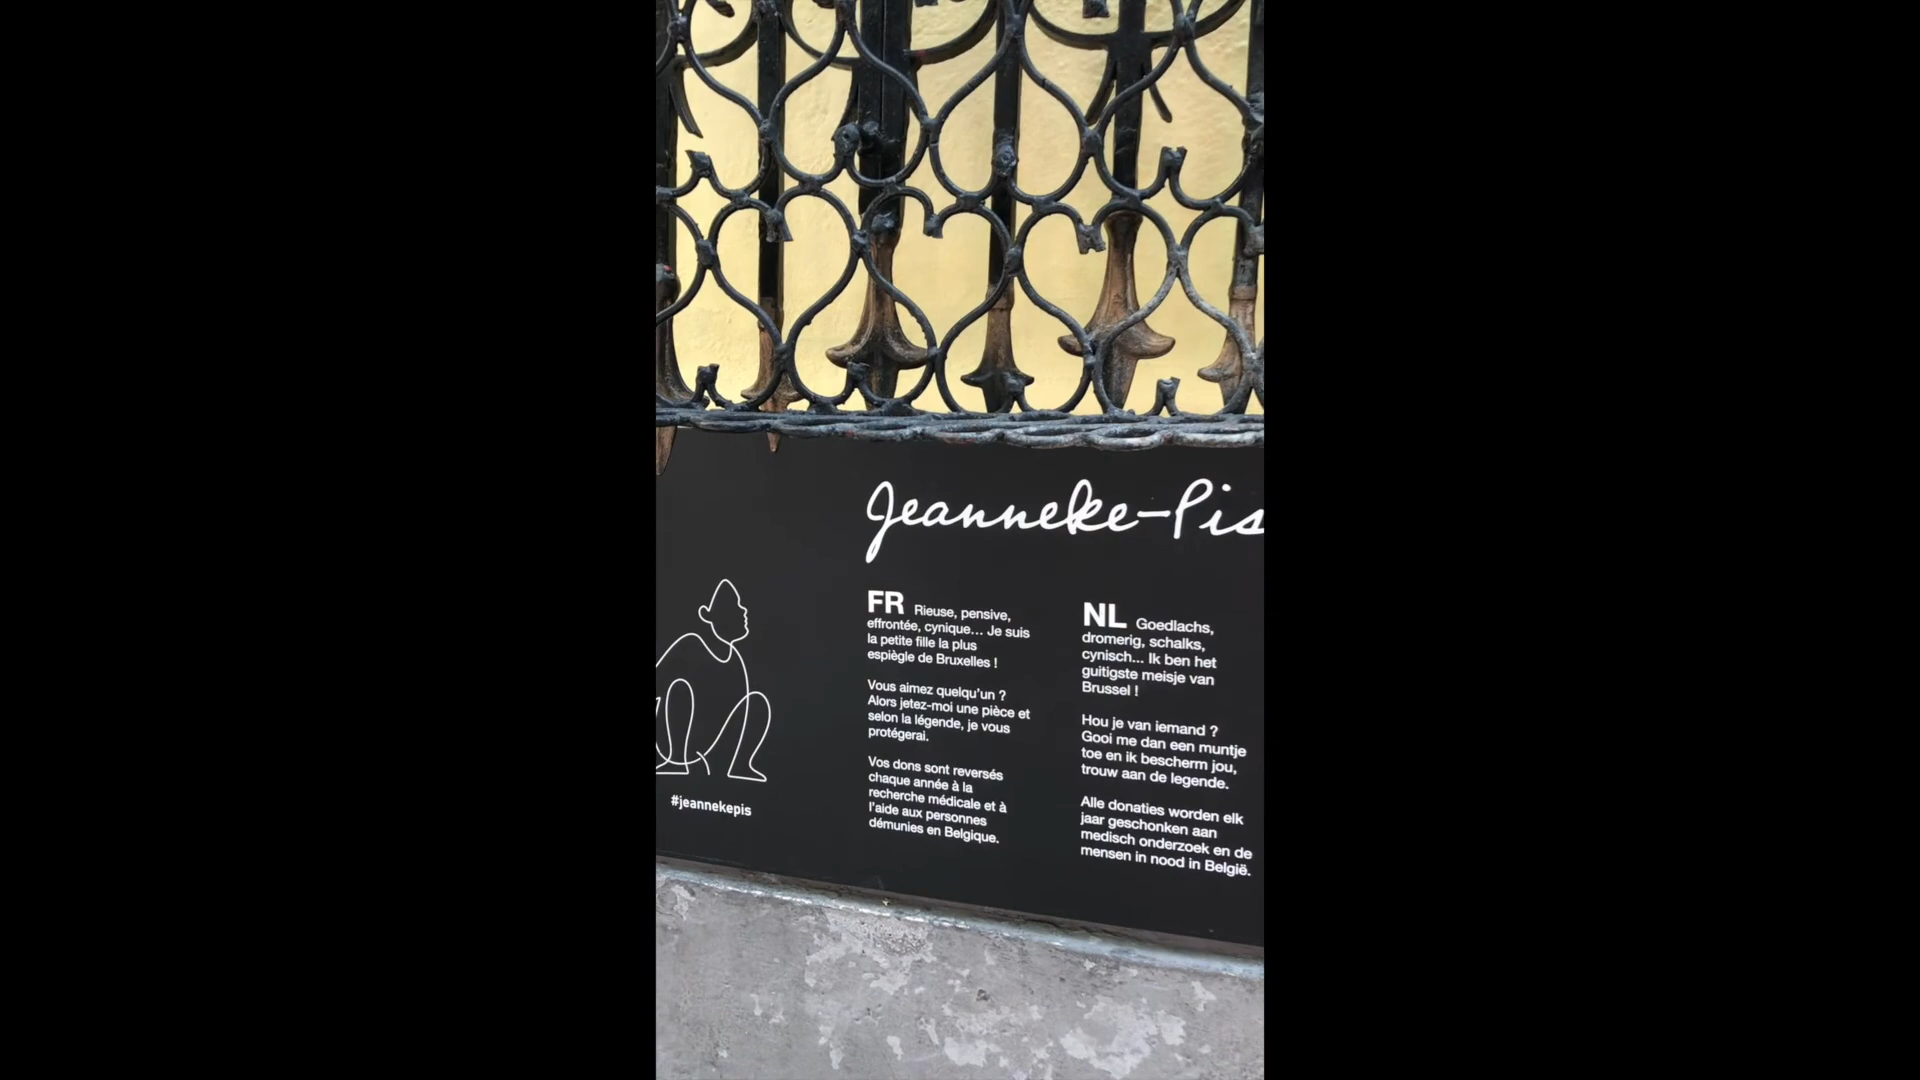 Jeanneke-Pis
FR Rieuse, pensive,
effrontée, cynique... Je suis
la petite fille la plus
espiègle de Bruxelles !
Vous aimez quelqu'un ?
Alors jetez-moi une pièce et
selon la légende, je vous
protégerai.
Vos dons sont reversés
chaque année à la
recherche médicale et à
l'aide aux personnes
démunies en Belgique.
NL Goedlachs,
dromerig, schalks,
cynisch... Ik ben het
guitigste meisje van
Brussel !
Hou je van iemand ?
Gooi me dan een muntje
toe en ik bescherm jou,
trouw aan de legende.
Alle donaties worden elk
jaar geschonken aan
medisch onderzoek en de
mensen in nood in België.
#jeannekepis